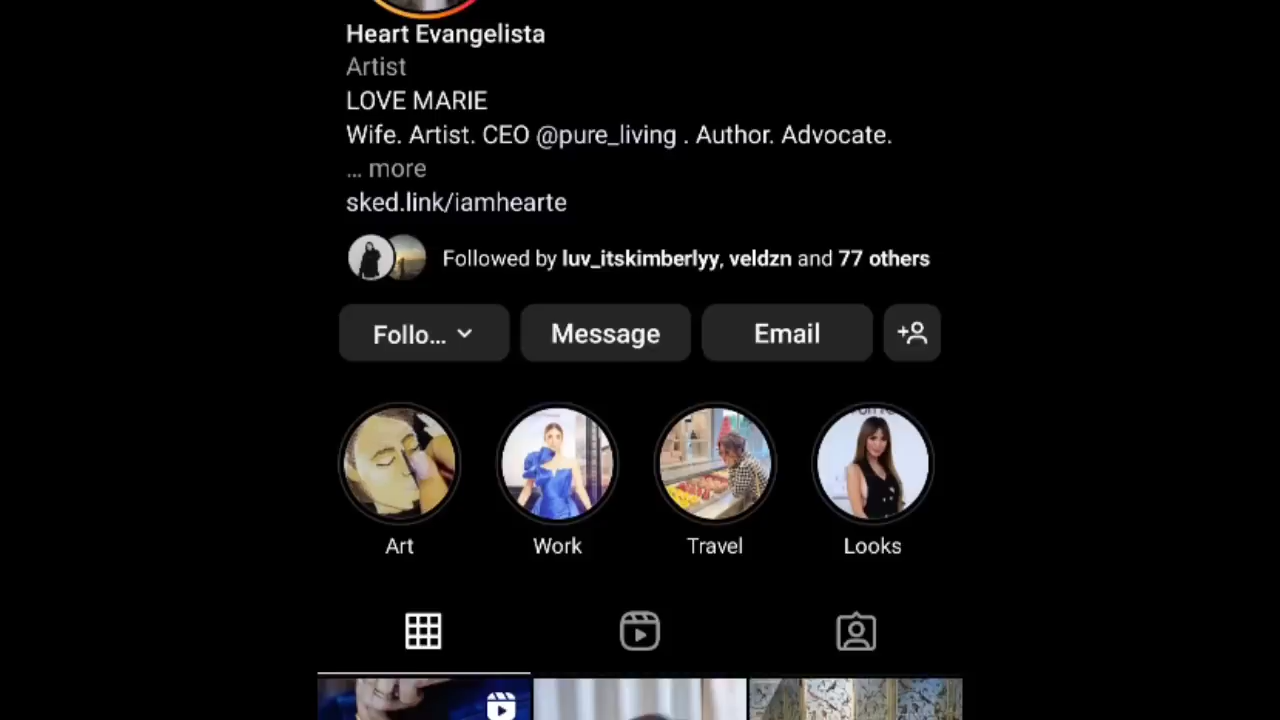 Heart Evangelista
Artist
LOVE MARIE
Wife. Artist. CEO @pure_living . Author. Advocate.
... more
sked.link/iamhearte
Followed by luv_itskimberlyy, veldzn and 77 others
Follo...
Message
Email
Art
Work
Travel
Looks